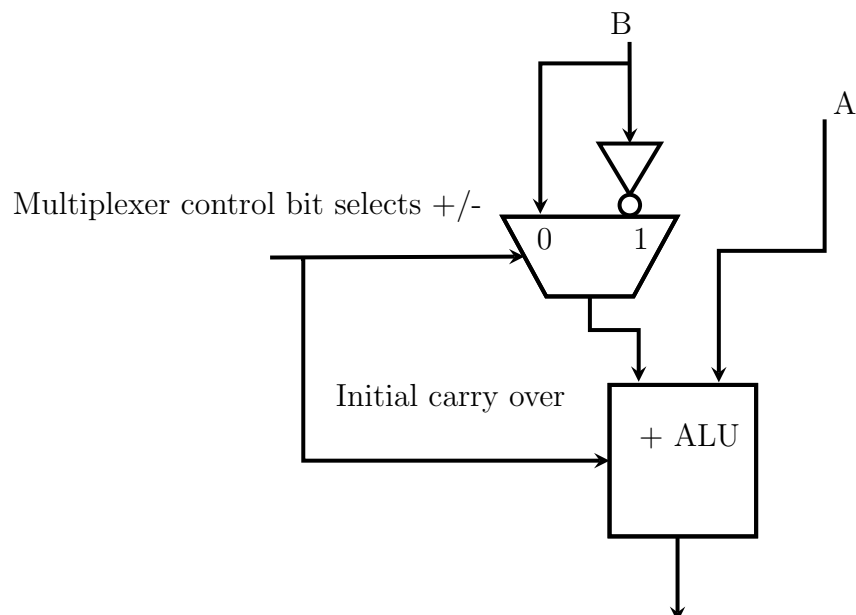 B
A
Multiplexer control bit selects +/-
0 1
Initial carry over
+ ALU